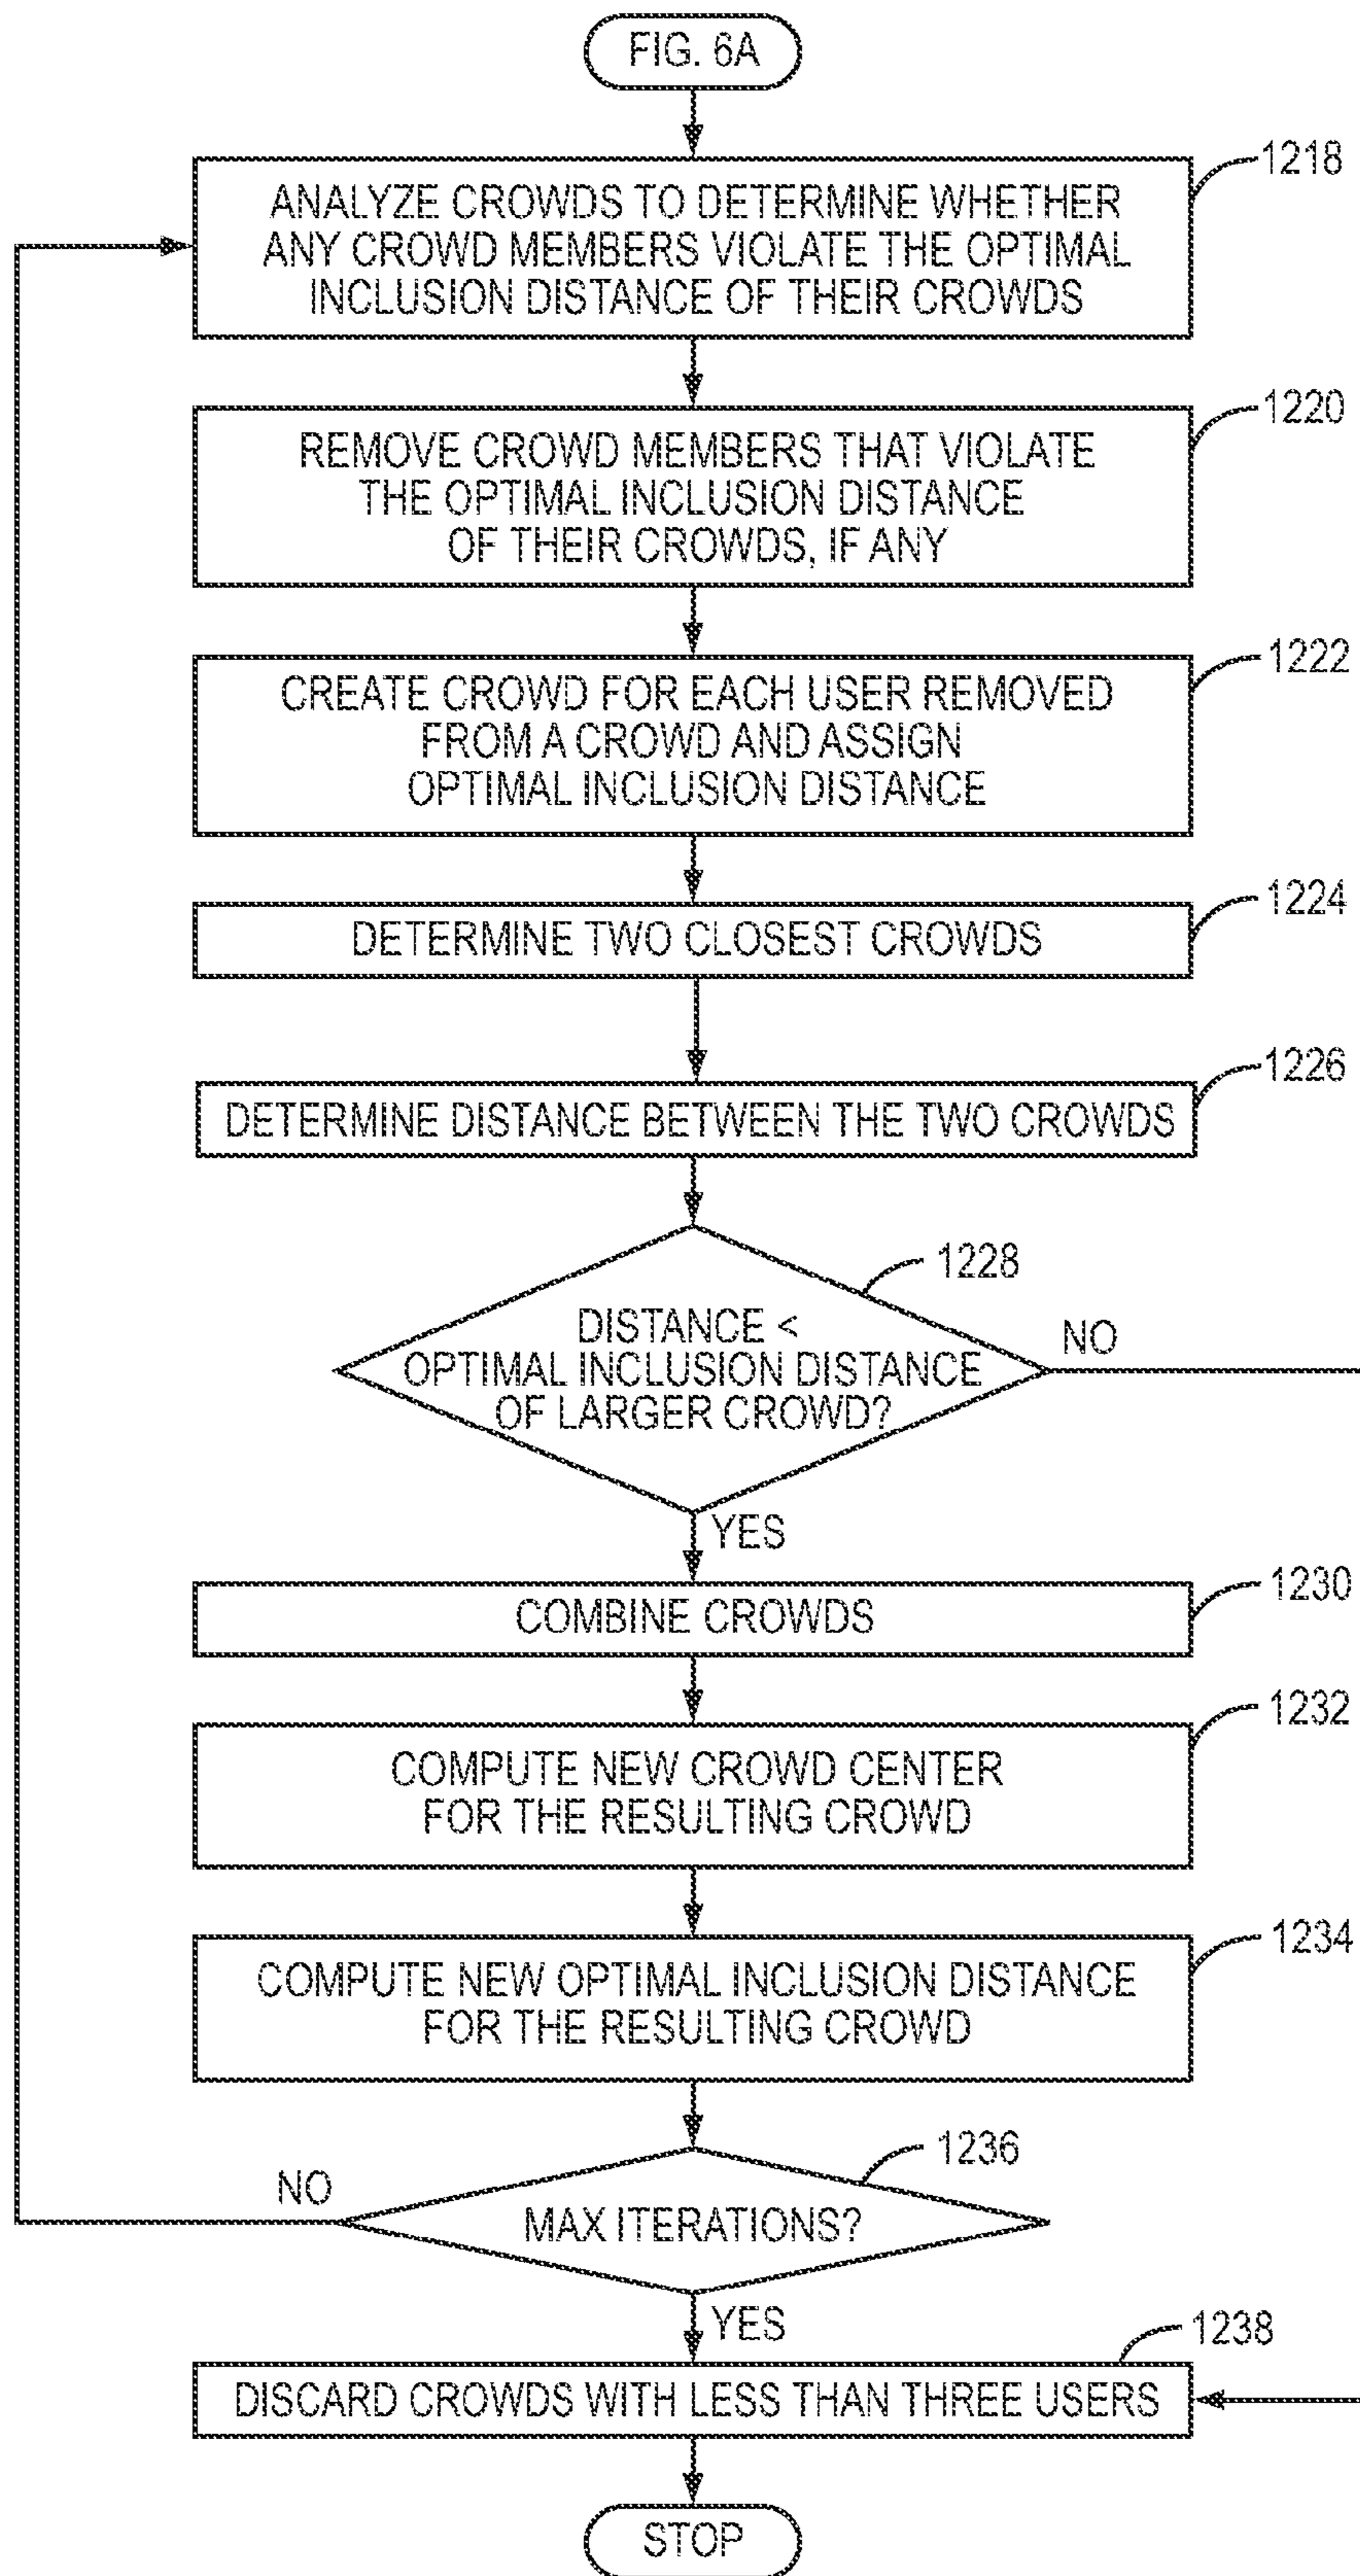 FIG. 6A
1218
ANALYZE CROWDS TO DETERMINE WHETHER
ANY CROWD MEMBERS VIOLATE THE OPTIMAL
INCLUSION DISTANCE OF THEIR CROWDS
1220
REMOVE CROWD MEMBERS THAT VIOLATE
THE OPTIMAL INCLUSION DISTANCE
OF THEIR CROWDS, IF ANY
1222
CREATE CROWD FOR EACH USER REMOVED
FROM A CROWD AND ASSIGN
OPTIMAL INCLUSION DISTANCE
1224
DETERMINE TWO CLOSEST CROWDS
1226
DETERMINE DISTANCE BETWEEN THE TWO CROWDS
1228
DISTANCE <
OPTIMAL INCLUSION DISTANCE
OF LARGER CROWD?
NO
YES
1230
COMBINE CROWDS
1232
COMPUTE NEW CROWD CENTER
FOR THE RESULTING CROWD
1234
COMPUTE NEW OPTIMAL INCLUSION DISTANCE
FOR THE RESULTING CROWD
1236
NO
MAX ITERATIONS?
YES
1238
DISCARD CROWDS WITH LESS THAN THREE USERS
STOP